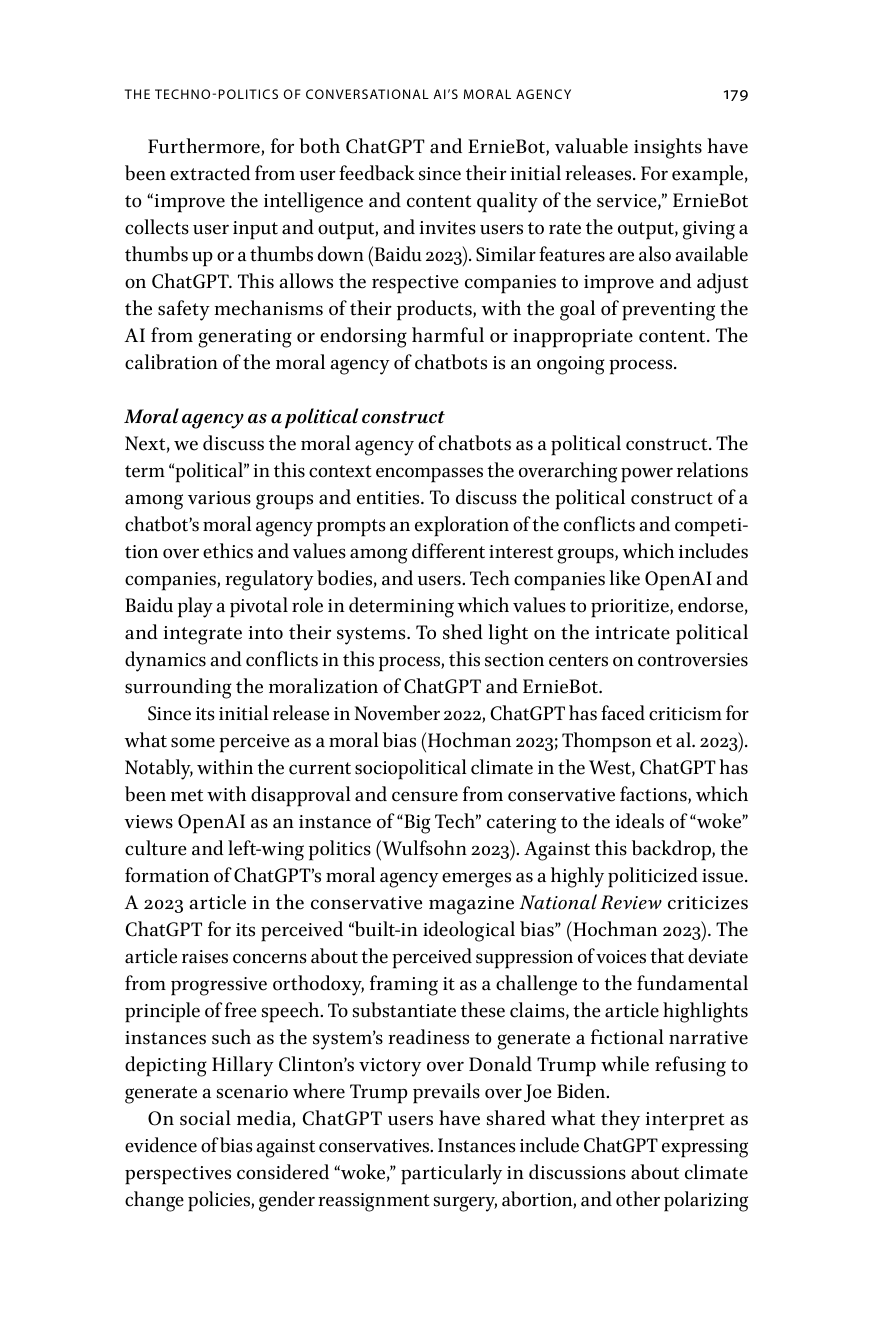 THE TECHNO-POLITICS OF CONVERSATIONAL AI’S MORAL AGENCY 179
Furthermore, for both ChatGPT and ErnieBot, valuable insights have
been extracted from user feedback since their initial releases. For example,
to “improve the intelligence and content quality of the service,” ErnieBot
collects user input and output, and invites users to rate the output, giving a
thumbs up or a thumbs down (Baidu 2023). Similar features are also available
on ChatGPT. This allows the respective companies to improve and adjust
the safety mechanisms of their products, with the goal of preventing the
AI from generating or endorsing harmful or inappropriate content. The
calibration of the moral agency of chatbots is an ongoing process.
Moral agency as a political construct
Next, we discuss the moral agency of chatbots as a political construct. The
term “political” in this context encompasses the overarching power relations
among various groups and entities. To discuss the political construct of a
chatbot’s moral agency prompts an exploration of the conflicts and competi-
tion over ethics and values among different interest groups, which includes
companies, regulatory bodies, and users. Tech companies like OpenAI and
Baidu play a pivotal role in determining which values to prioritize, endorse,
and integrate into their systems. To shed light on the intricate political
dynamics and conflicts in this process, this section centers on controversies
surrounding the moralization of ChatGPT and ErnieBot.
Since its initial release in November 2022, ChatGPT has faced criticism for
what some perceive as a moral bias (Hochman 2023; Thompson et al. 2023).
Notably, within the current sociopolitical climate in the West, ChatGPT has
been met with disapproval and censure from conservative factions, which
views OpenAI as an instance of “Big Tech” catering to the ideals of “woke”
culture and left-wing politics (Wulfsohn 2023). Against this backdrop, the
formation of ChatGPT’s moral agency emerges as a highly politicized issue.
A 2023 article in the conservative magazine National Review criticizes
ChatGPT for its perceived “built-in ideological bias” (Hochman 2023). The
article raises concerns about the perceived suppression of voices that deviate
from progressive orthodoxy, framing it as a challenge to the fundamental
principle of free speech. To substantiate these claims, the article highlights
instances such as the system’s readiness to generate a fictional narrative
depicting Hillary Clinton’s victory over Donald Trump while refusing to
generate a scenario where Trump prevails over Joe Biden.
On social media, ChatGPT users have shared what they interpret as
evidence of bias against conservatives. Instances include ChatGPT expressing
perspectives considered “woke,” particularly in discussions about climate
change policies, gender reassignment surgery, abortion, and other polarizing